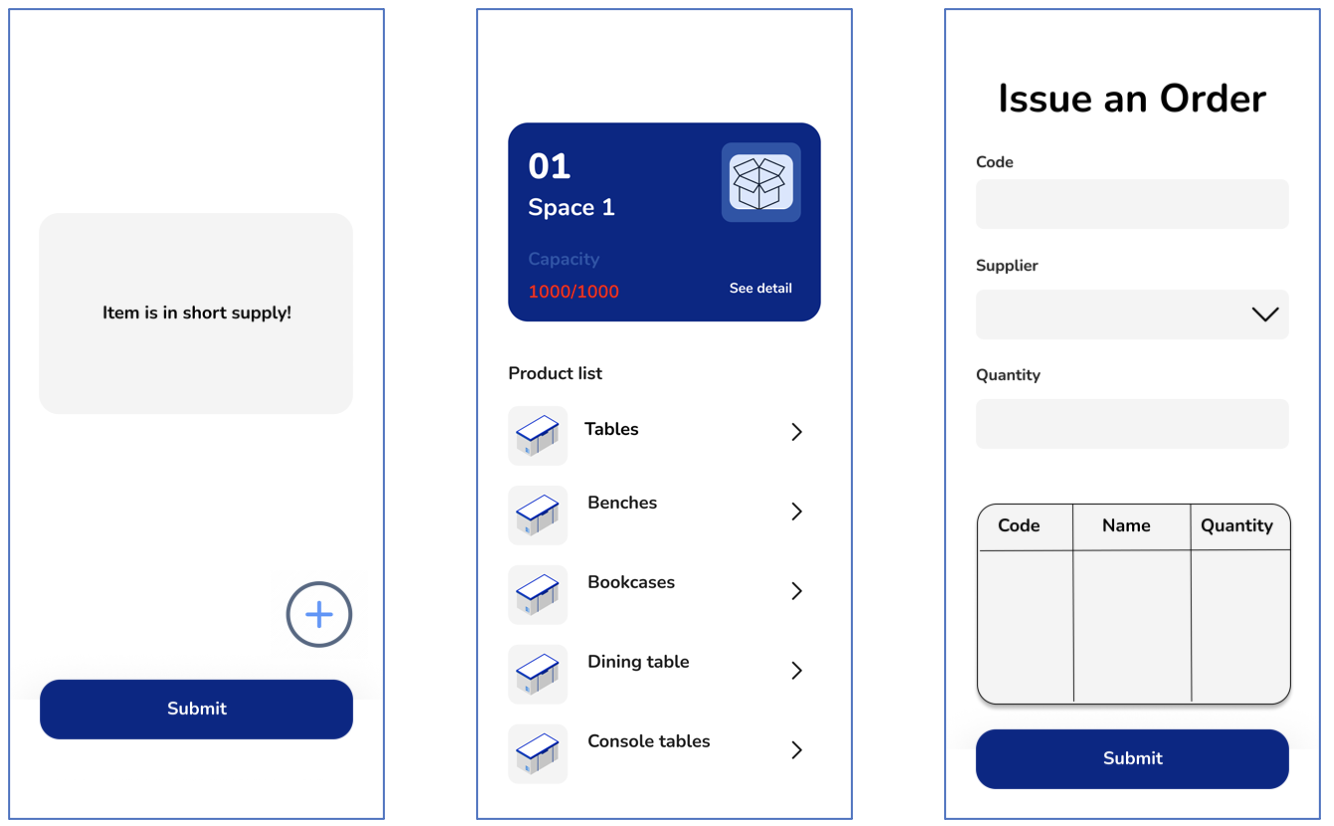 Item is in short supply!
Submit
01
Space 1
Capacity
1000/1000
See detail
Product list
Tables
Benches
Bookcases
Dining table
Console tables
Issue an Order
Code
Supplier
Quantity
Code Name Quantity
Submit